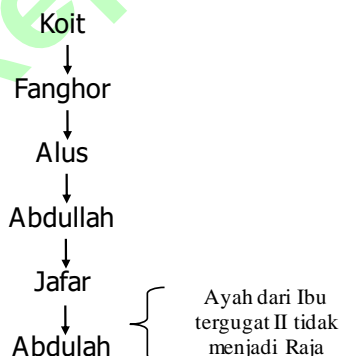 Koit
Fanghor
Alus
Abdullah
Jafar
Abdulah
Ayah dari Ibu
tergugat II tidak
menjadi Raja